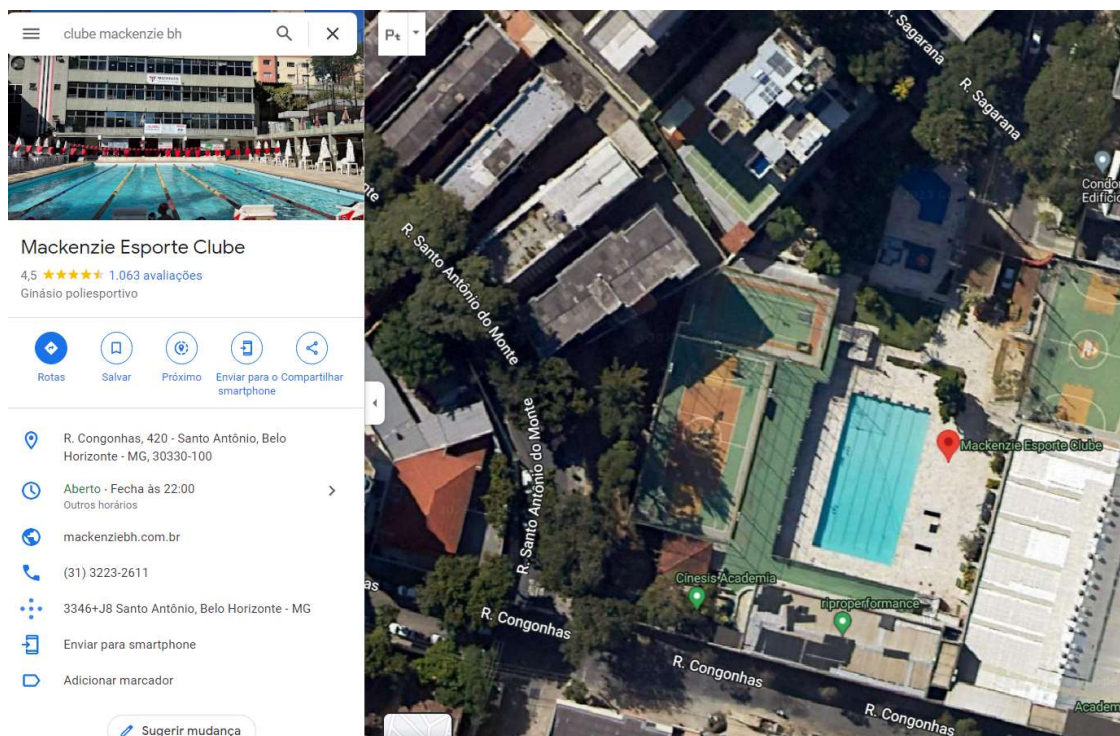 clube mackenzie bh
MACKENZIE
Mackenzie Esporte Clube
4,5 1.063 avaliações
Ginásio poliesportivo
Rotas
Salvar
Próximo
Enviar para o smartphone
Compartilhar
R. Congonhas, 420 - Santo Antônio, Belo
Horizonte - MG, 30330-100
Aberto · Fecha às 22:00
Outros horários
mackenziebh.com.br
(31) 3223-2611
3346+J8 Santo Antônio, Belo Horizonte - MG
Enviar para smartphone
Adicionar marcador
Sugerir mudança
R. Sagarana
R. Sagarana
R. Santo Antônio do Monte
R. Santo Antônio do Monte
Mackenzie Esporte Clube
Cínesis Academia
riproperformance
R. Congonhas
R. Congonhas
R. Congonhas